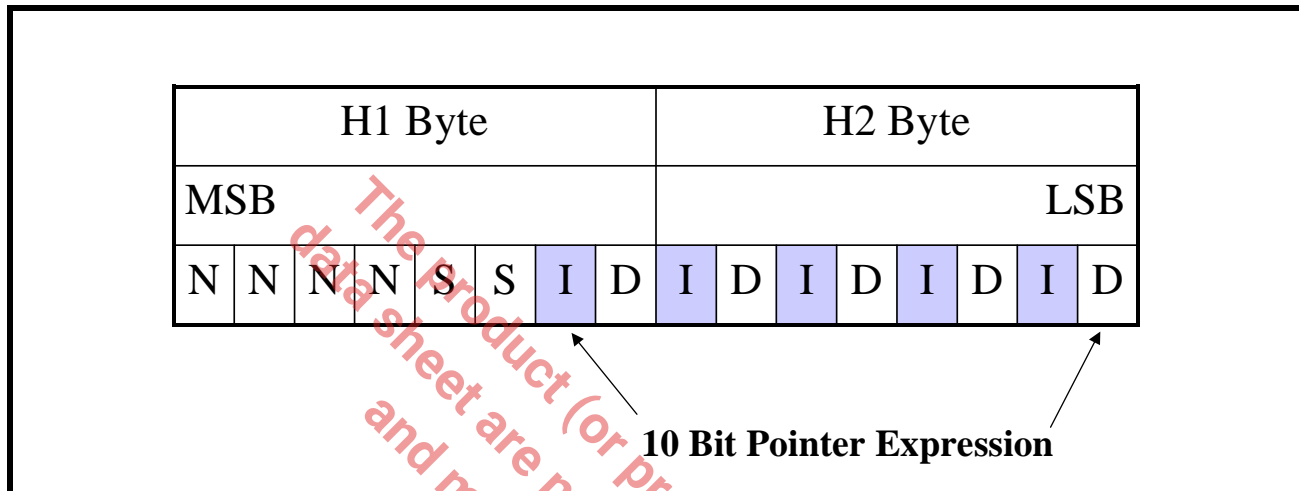 H1 Byte H2 Byte
MSB LSB
N N N N S S I D I D I D I D I D
10 Bit Pointer Expression
The product (or pr
data sheet are
and